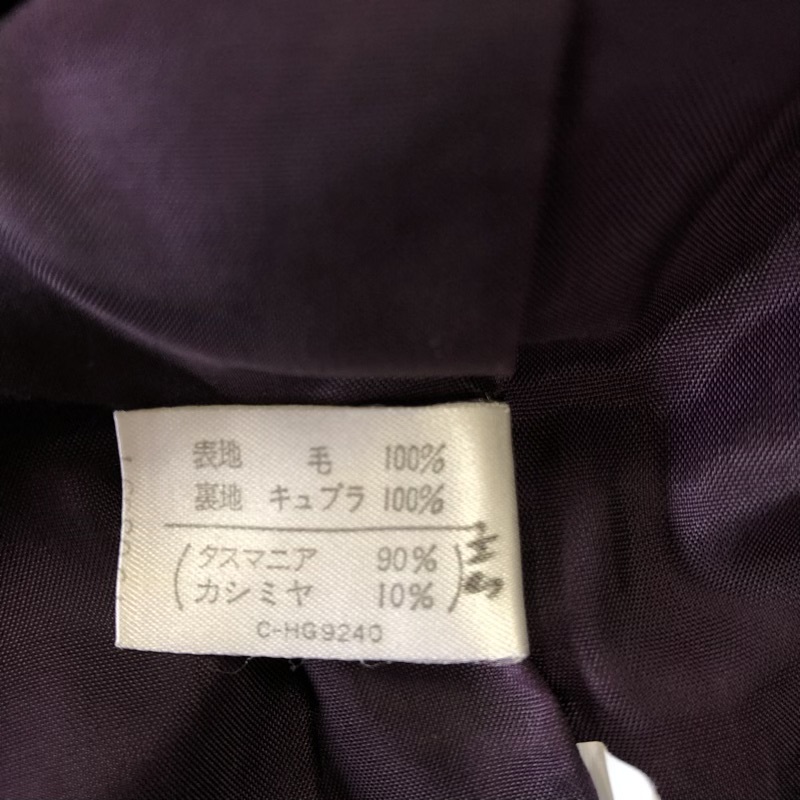 表地 毛 100%
裏地 キュプラ 100%
(タスマニア 90%
カシミヤ 10%)
C-HG9240